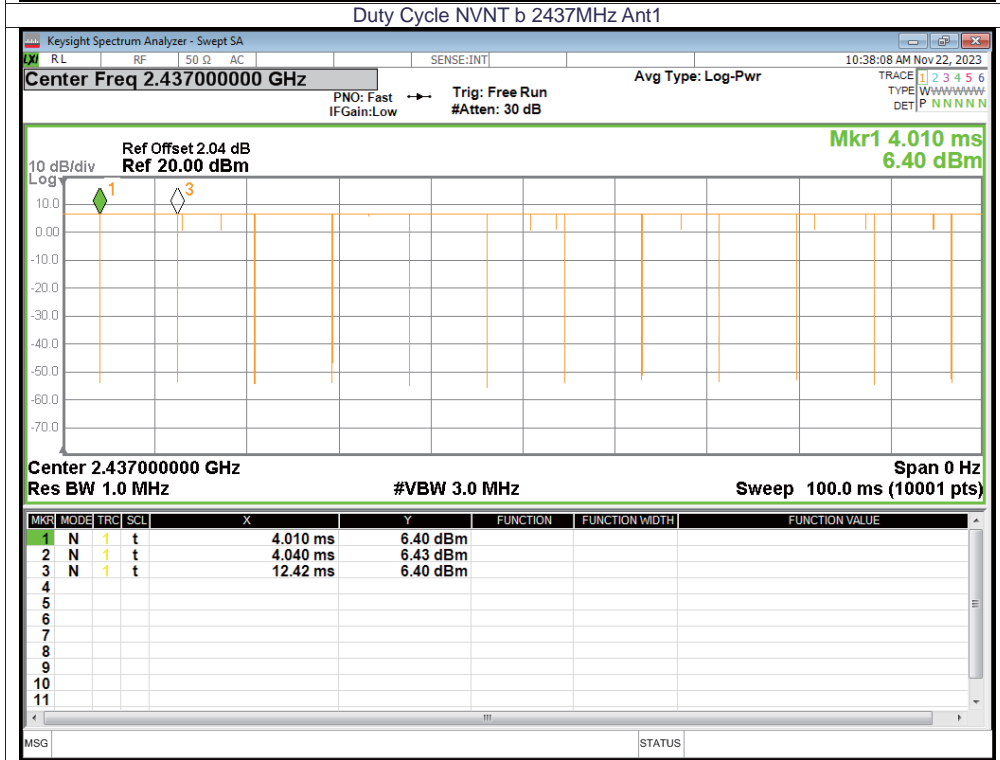 Duty Cycle NVNT b 2437MHz Ant1
Keysight Spectrum Analyzer - Swept SA
LXI RL RF 50 Ω AC SENSE:INT 10:38:08 AM Nov 22, 2023
Center Freq 2.437000000 GHz Avg Type: Log-Pwr TRACE 1 2 3 4 5 6
PNO: Fast Trig: Free Run TYPE WWWWWWW
IFGain:Low #Atten: 30 dB DET P NNNNN
Mkr1 4.010 ms
6.40 dBm
Ref Offset 2.04 dB
10 dB/div Ref 20.00 dBm
Log
1 3
10.0
0.00
-10.0
-20.0
-30.0
-40.0
-50.0
-60.0
-70.0
Center 2.437000000 GHz Span 0 Hz
Res BW 1.0 MHz #VBW 3.0 MHz Sweep 100.0 ms (10001 pts)
MKR MODE TRC SCL X Y FUNCTION FUNCTION WIDTH FUNCTION VALUE
1 N 1 t 4.010 ms 6.40 dBm
2 N 1 t 4.040 ms 6.43 dBm
3 N 1 t 12.42 ms 6.40 dBm
4
5
6
7
8
9
10
11
MSG STATUS